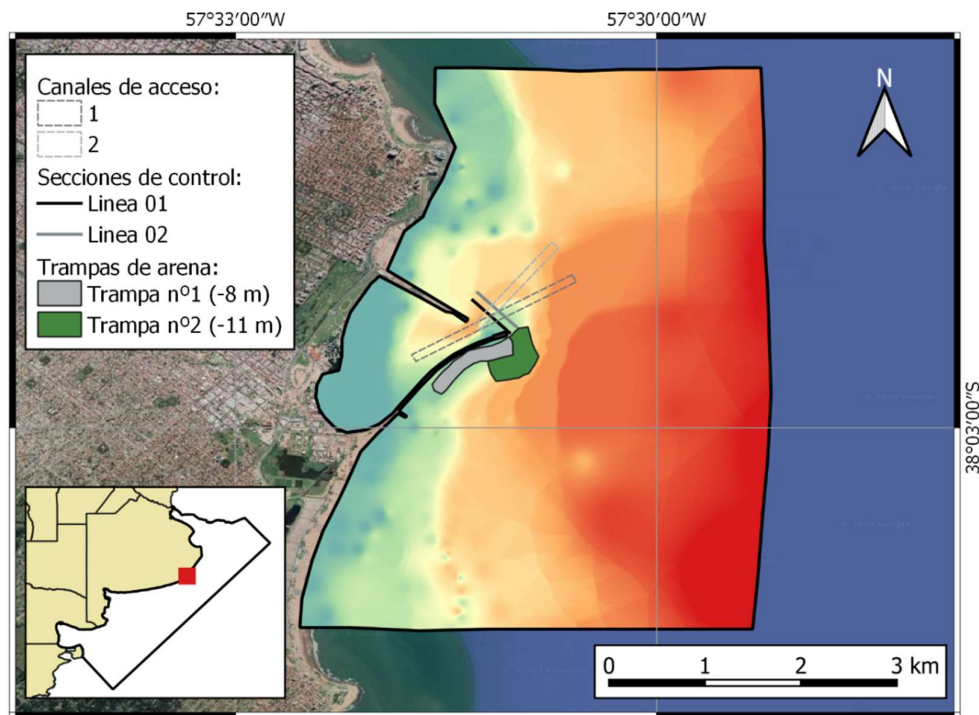 57°33'00''W
57°30'00''W
Canales de acceso:
1
2
Secciones de control:
Linea 01
Linea 02
Trampas de arena:
Trampa nº1 (-8 m)
Trampa nº2 (-11 m)
N
38°03'00''S
0 1 2 3 km